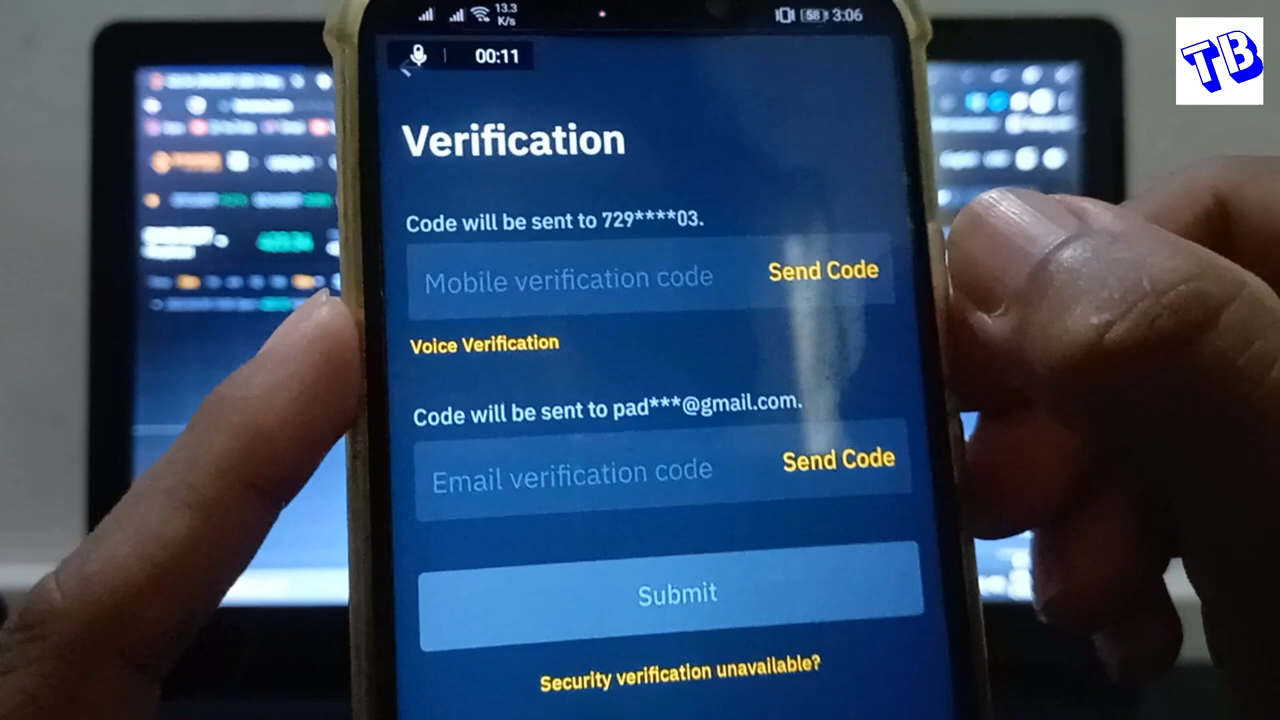 13.3
K/s
58
3:06
00:11
TB
Verification
Code will be sent to 729****03.
Mobile verification code
Send Code
Voice Verification
Code will be sent to pad***@gmail.com.
Email verification code
Send Code
Submit
Security verification unavailable?